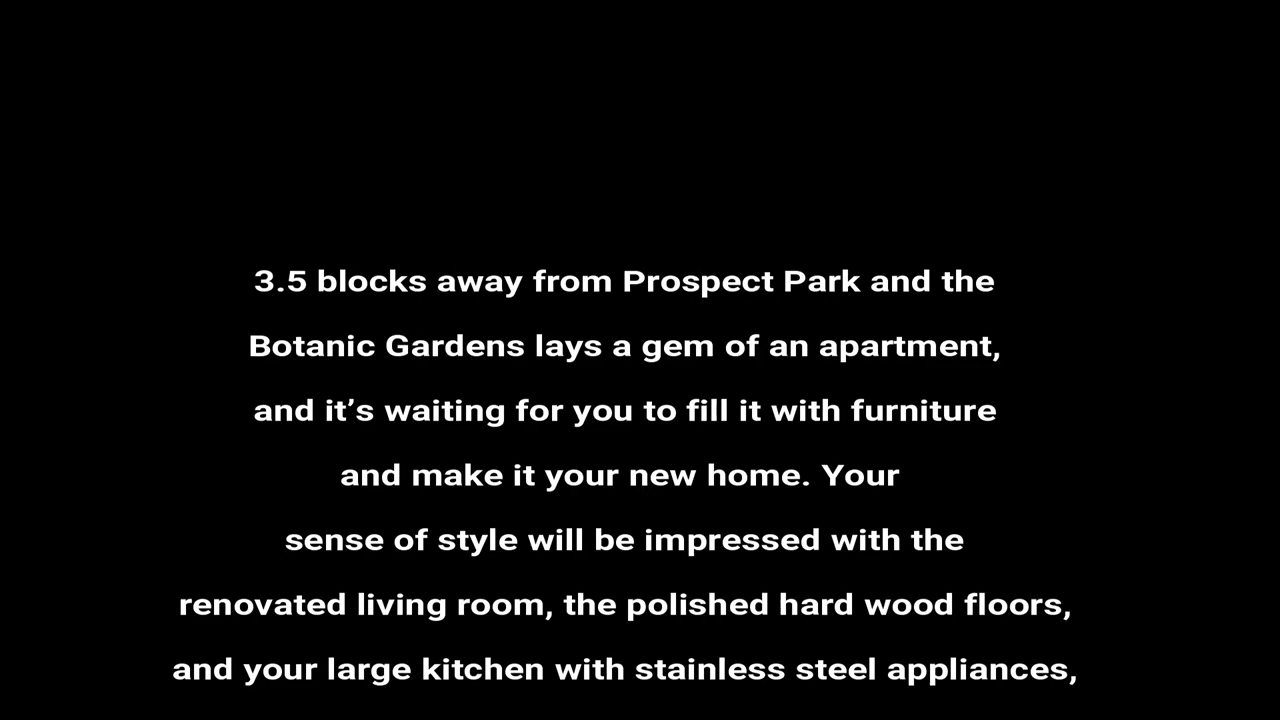 3.5 blocks away from Prospect Park and the
Botanic Gardens lays a gem of an apartment,
and it’s waiting for you to fill it with furniture
and make it your new home. Your
sense of style will be impressed with the
renovated living room, the polished hard wood floors,
and your large kitchen with stainless steel appliances,